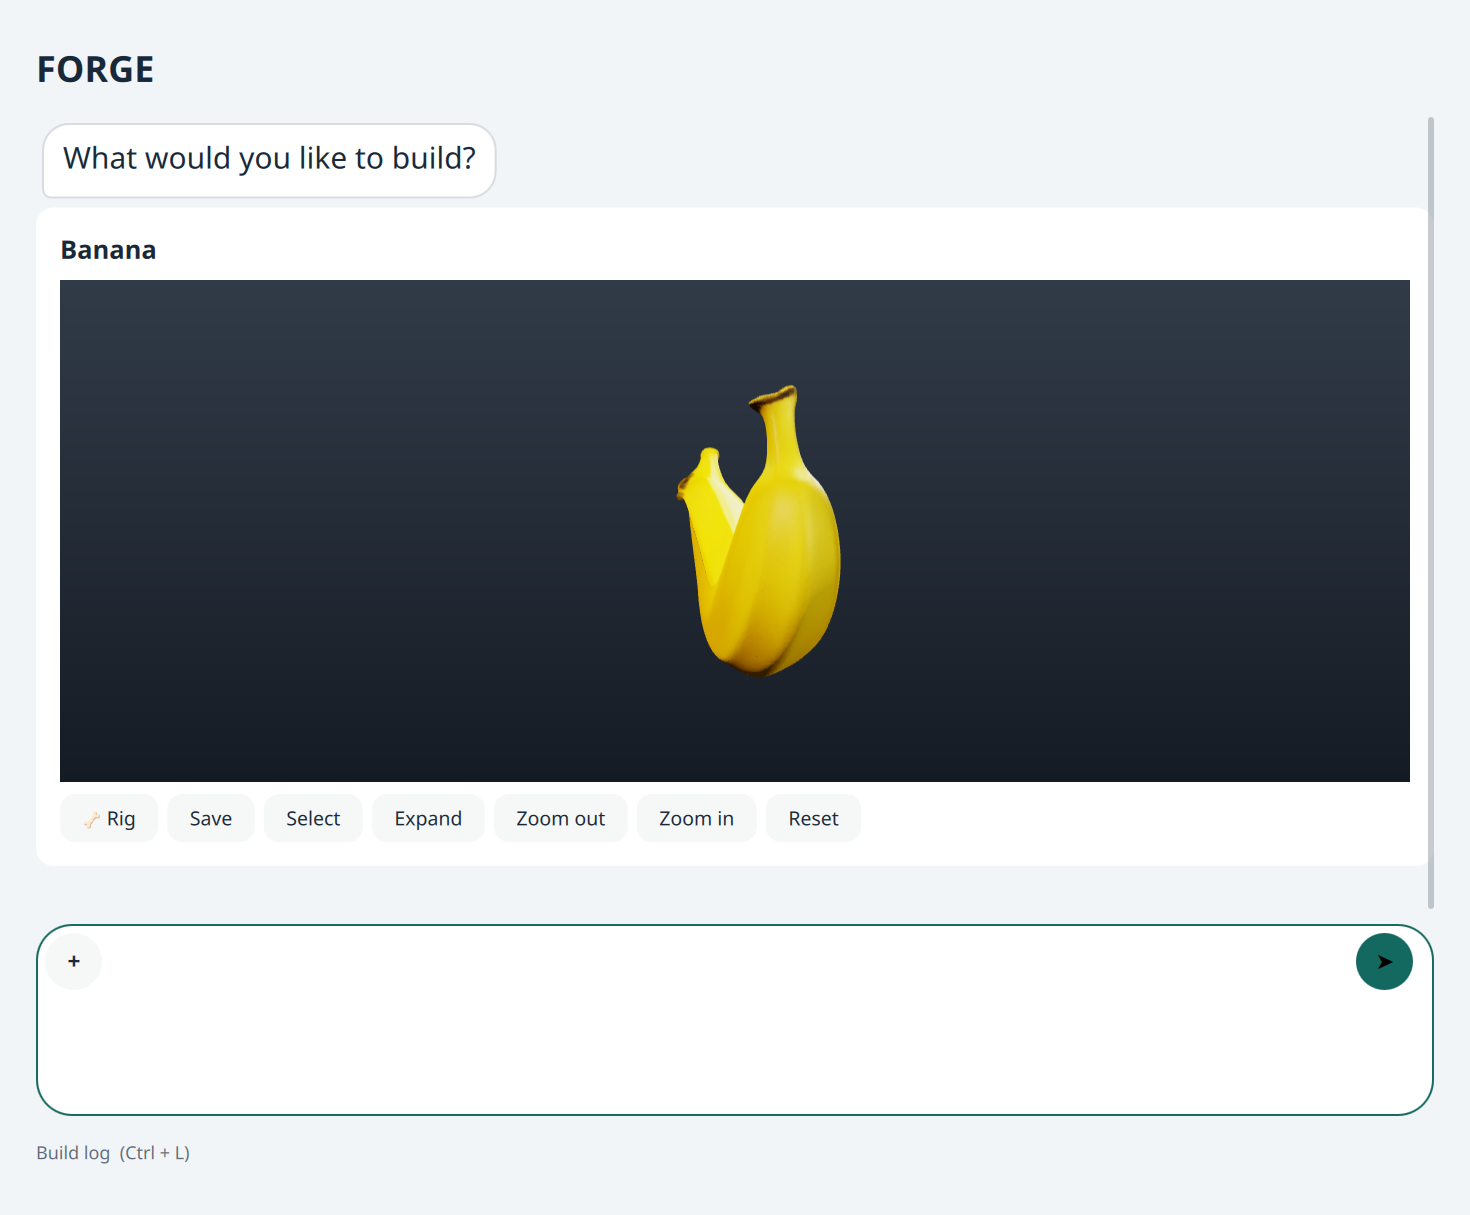 FORGE
What would you like to build?
Banana
Rig Save Select Expand Zoom out Zoom in Reset
+
Build log (Ctrl + L)